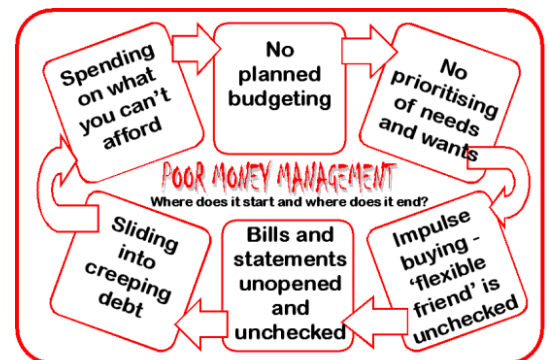 Spending
on what
you can't
afford
No
planned
budgeting
No
prioritising
of needs
and wants
POOR MONEY MANAGEMENT
Where does it start and where does it end?
Impulse
buying -
'flexible
friend' is
unchecked
Bills and
statements
unopened
and
unchecked
Sliding
into
creeping
debt